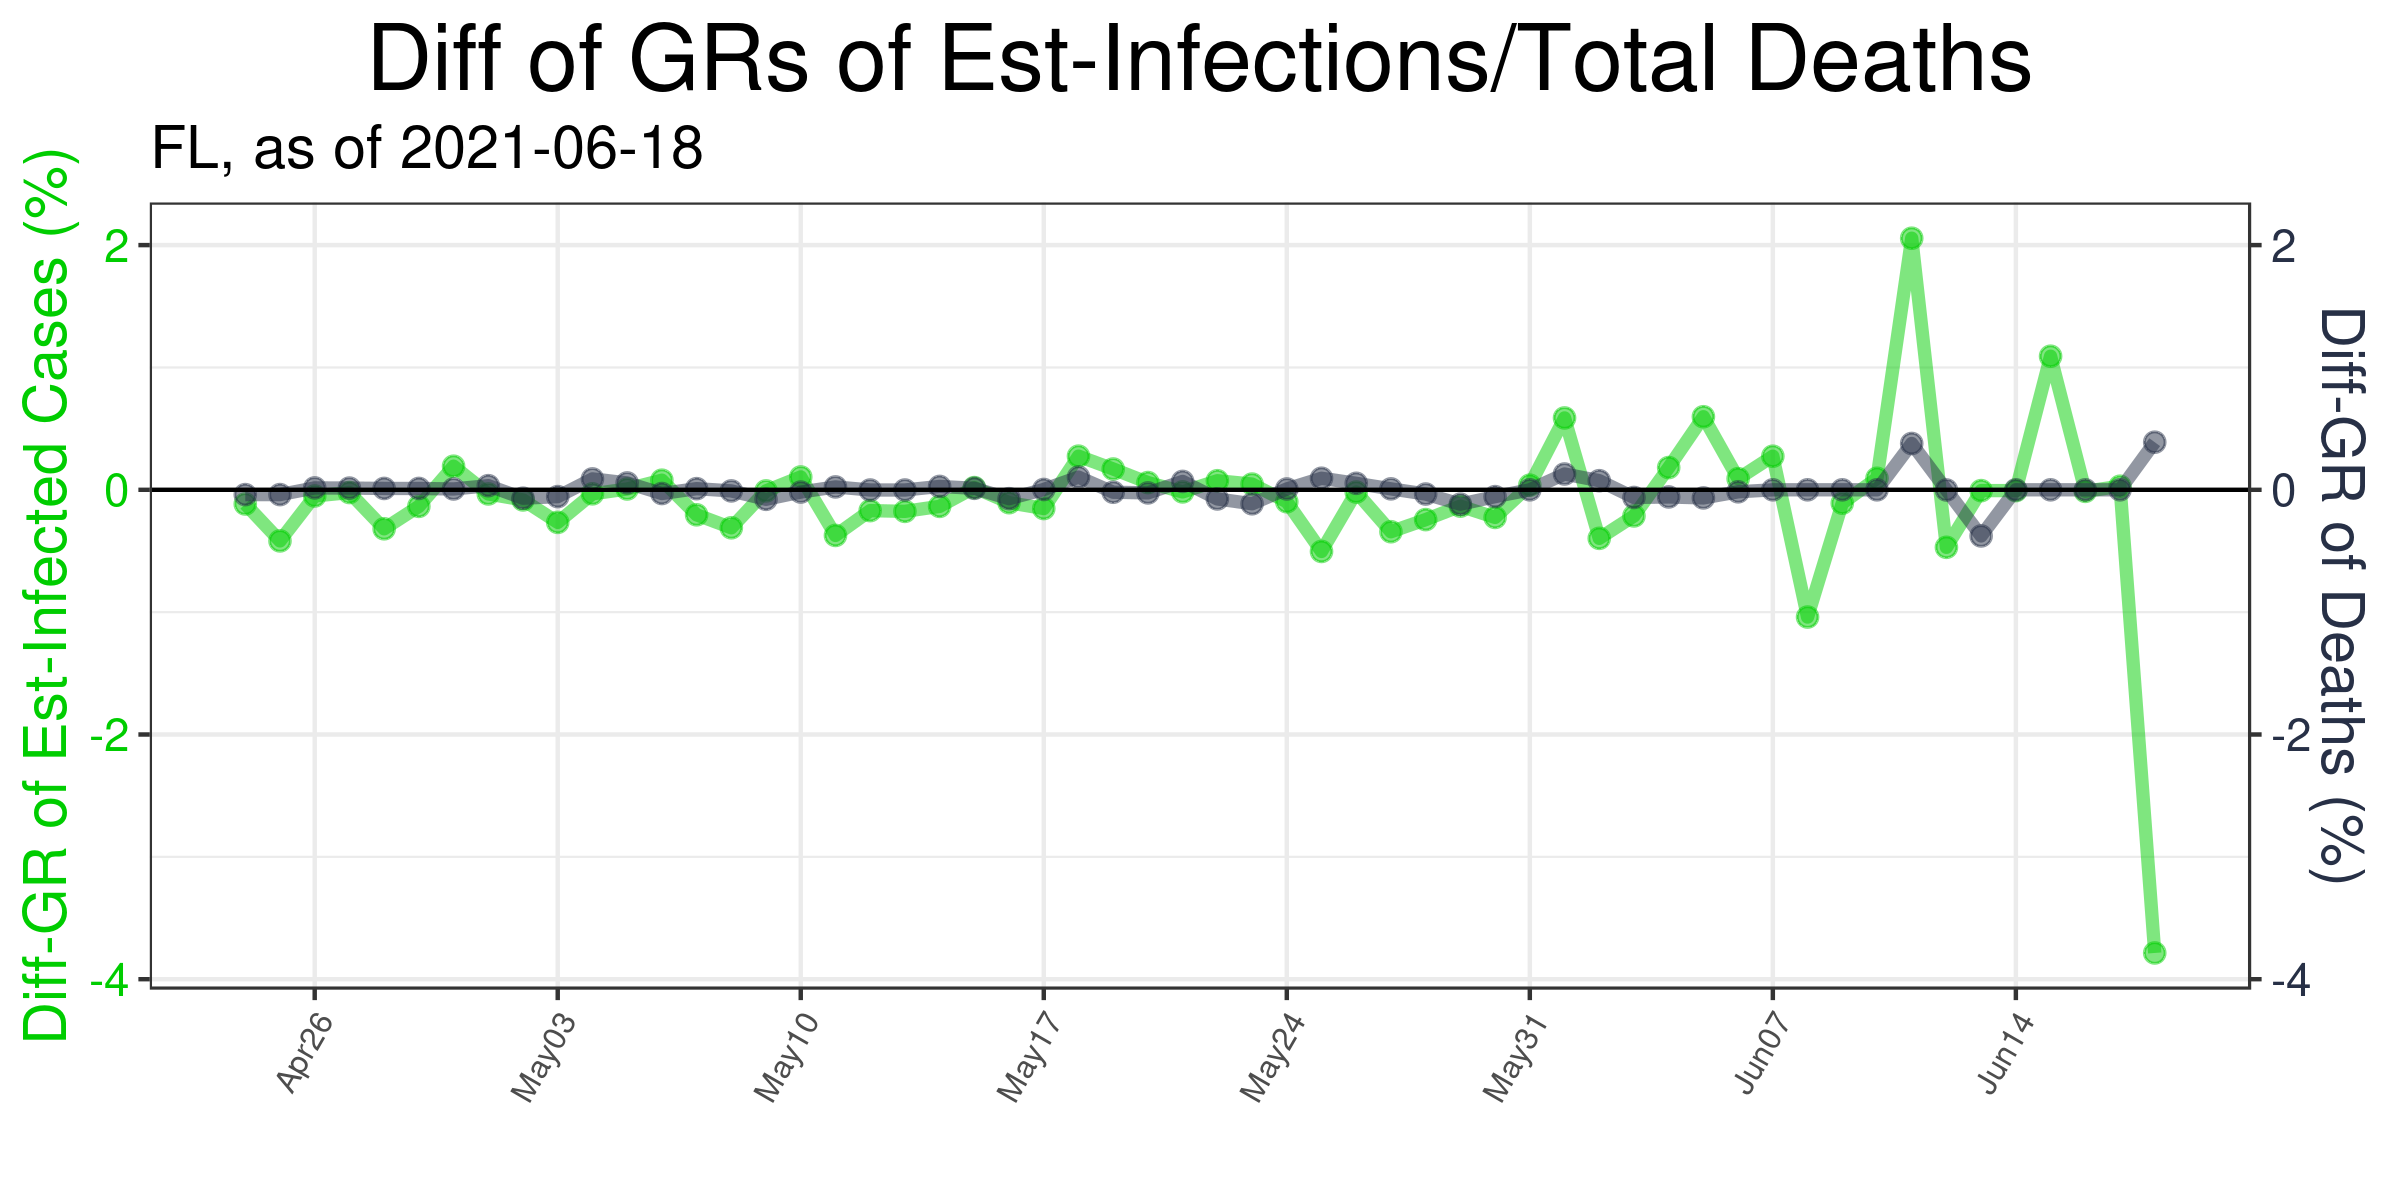 Diff of GRs of Est-Infections/Total Deaths
FL, as of 2021-06-18
Diff-GR of Est-Infected Cases (%)
2
0
-2
-4
2
0
-2
-4
Diff-GR of Deaths (%)
Apr26
May03
May10
May17
May24
May31
Jun07
Jun14